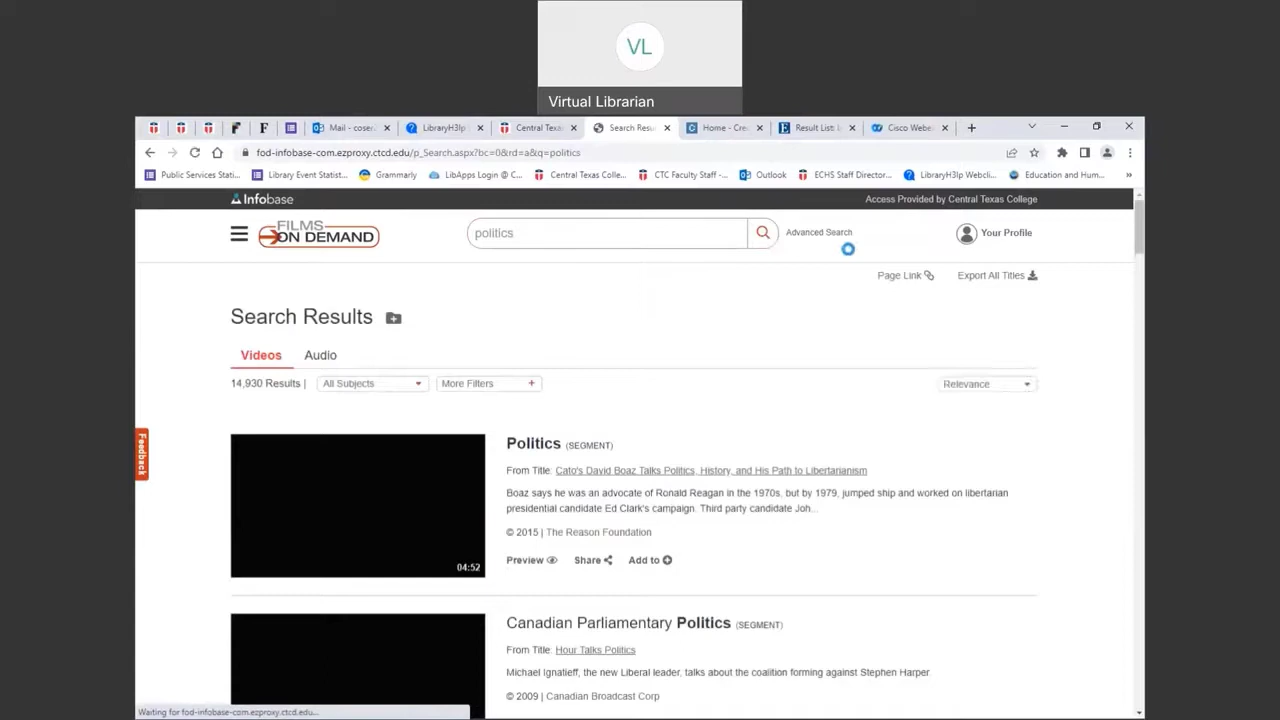 VL
Virtual Librarian
Mail - coser...
LibraryH3lp
Central Texa
Search Resu
Home - Cre
Result List: L
Cisco Webe
fod-infobase-com.ezproxy.ctcd.edu/p_Search.aspx?bc=0&rd=a&q=politics
Public Services Stati...
Library Event Statist...
Grammarly
LibApps Login @ C...
Central Texas Colle...
CTC Faculty Staff -...
Outlook
ECHS Staff Director...
LibraryH3lp Webcli...
Education and Hum...
Infobase
Access Provided by Central Texas College
FILMS
ON DEMAND
politics
Advanced Search
Your Profile
Page Link
Export All Titles
Search Results
Videos
Audio
14,930 Results |
All Subjects
More Filters +
Relevance
Feedback
Politics (SEGMENT)
From Title: Cato's David Boaz Talks Politics, History, and His Path to Libertarianism
Boaz says he was an advocate of Ronald Reagan in the 1970s, but by 1979, jumped ship and worked on libertarian
presidential candidate Ed Clark's campaign. Third party candidate Joh...
© 2015 | The Reason Foundation
04:52
Preview
Share
Add to
Canadian Parliamentary Politics (SEGMENT)
From Title: Hour Talks Politics
Michael Ignatieff, the new Liberal leader, talks about the coalition forming against Stephen Harper.
© 2009 | Canadian Broadcast Corp
Waiting for fod-infobase-com.ezproxy.ctcd.edu...